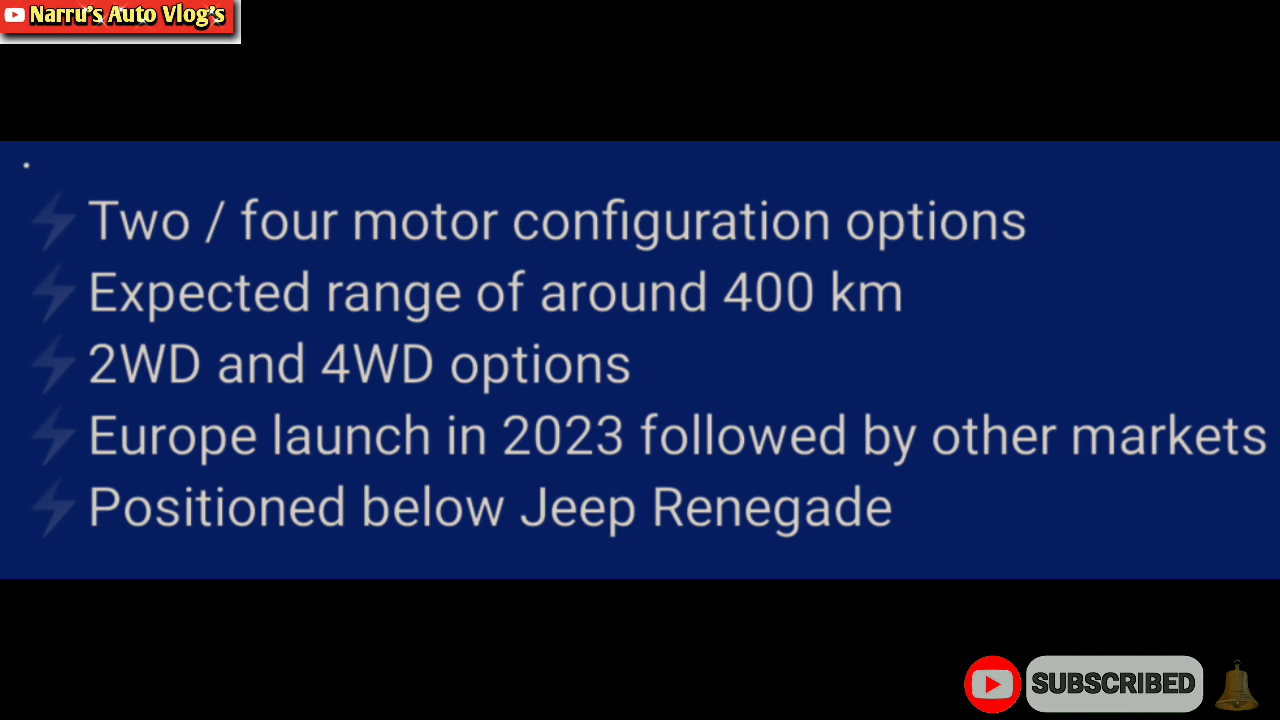 Narru's Auto Vlog's
Two / four motor configuration options
Expected range of around 400 km
2WD and 4WD options
Europe launch in 2023 followed by other markets
Positioned below Jeep Renegade
SUBSCRIBED